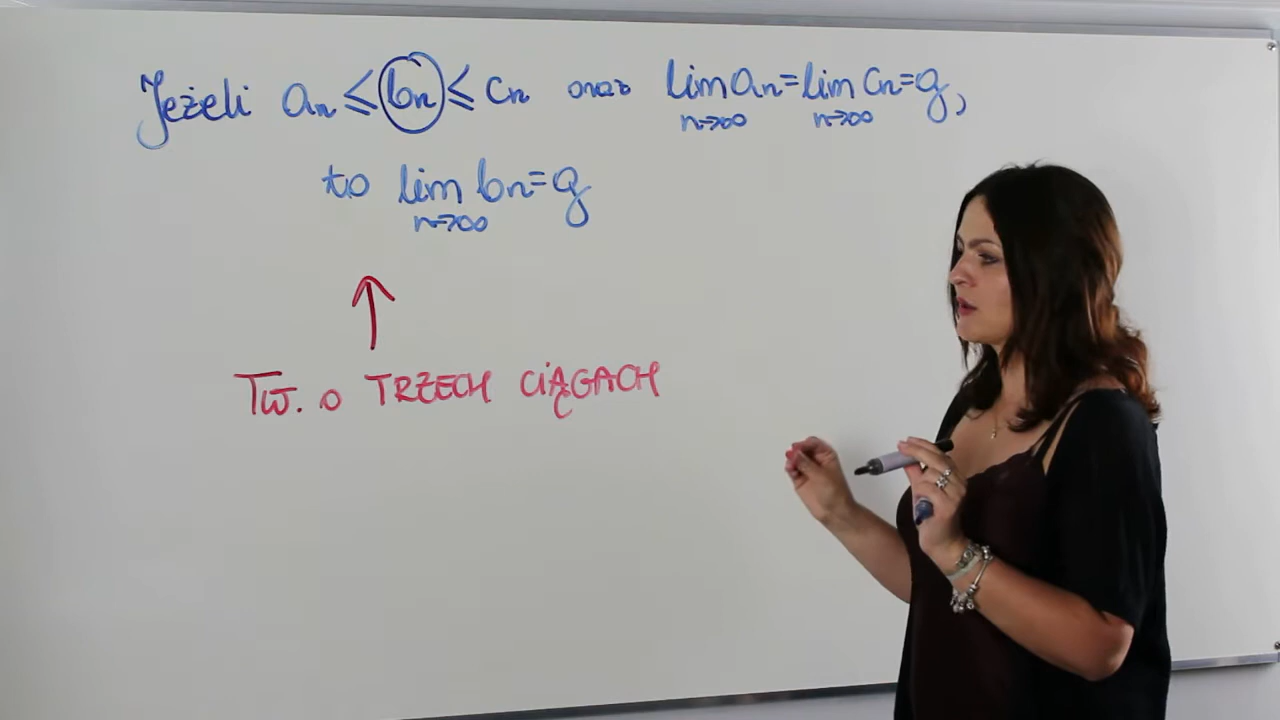 Jeżeli an ≤ bn ≤ cn oraz lim an = lim cn = g,
n→∞ n→∞
to lim bn = g
n→∞
↑
TW. o TRZECH CIĄGACH